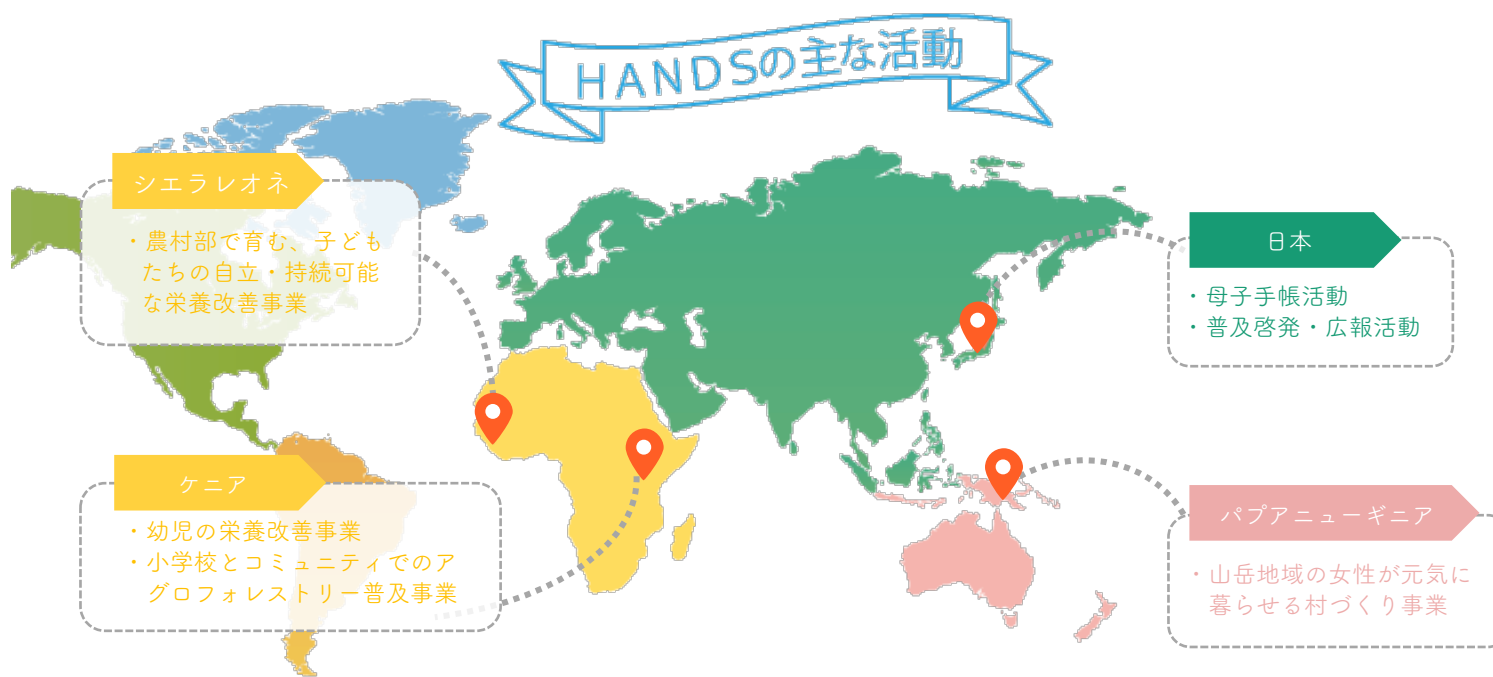 HANDSの主な活動
シエラレオネ
・農村部で育む、子ども
たちの自立・持続可能
な栄養改善事業
日本
・母子手帳活動
・普及啓発・広報活動
ケニア
・幼児の栄養改善事業
・小学校とコミュニティでのア
グロフォレストリー普及事業
パプアニューギニア
・山岳地域の女性が元気に
暮らせる村づくり事業